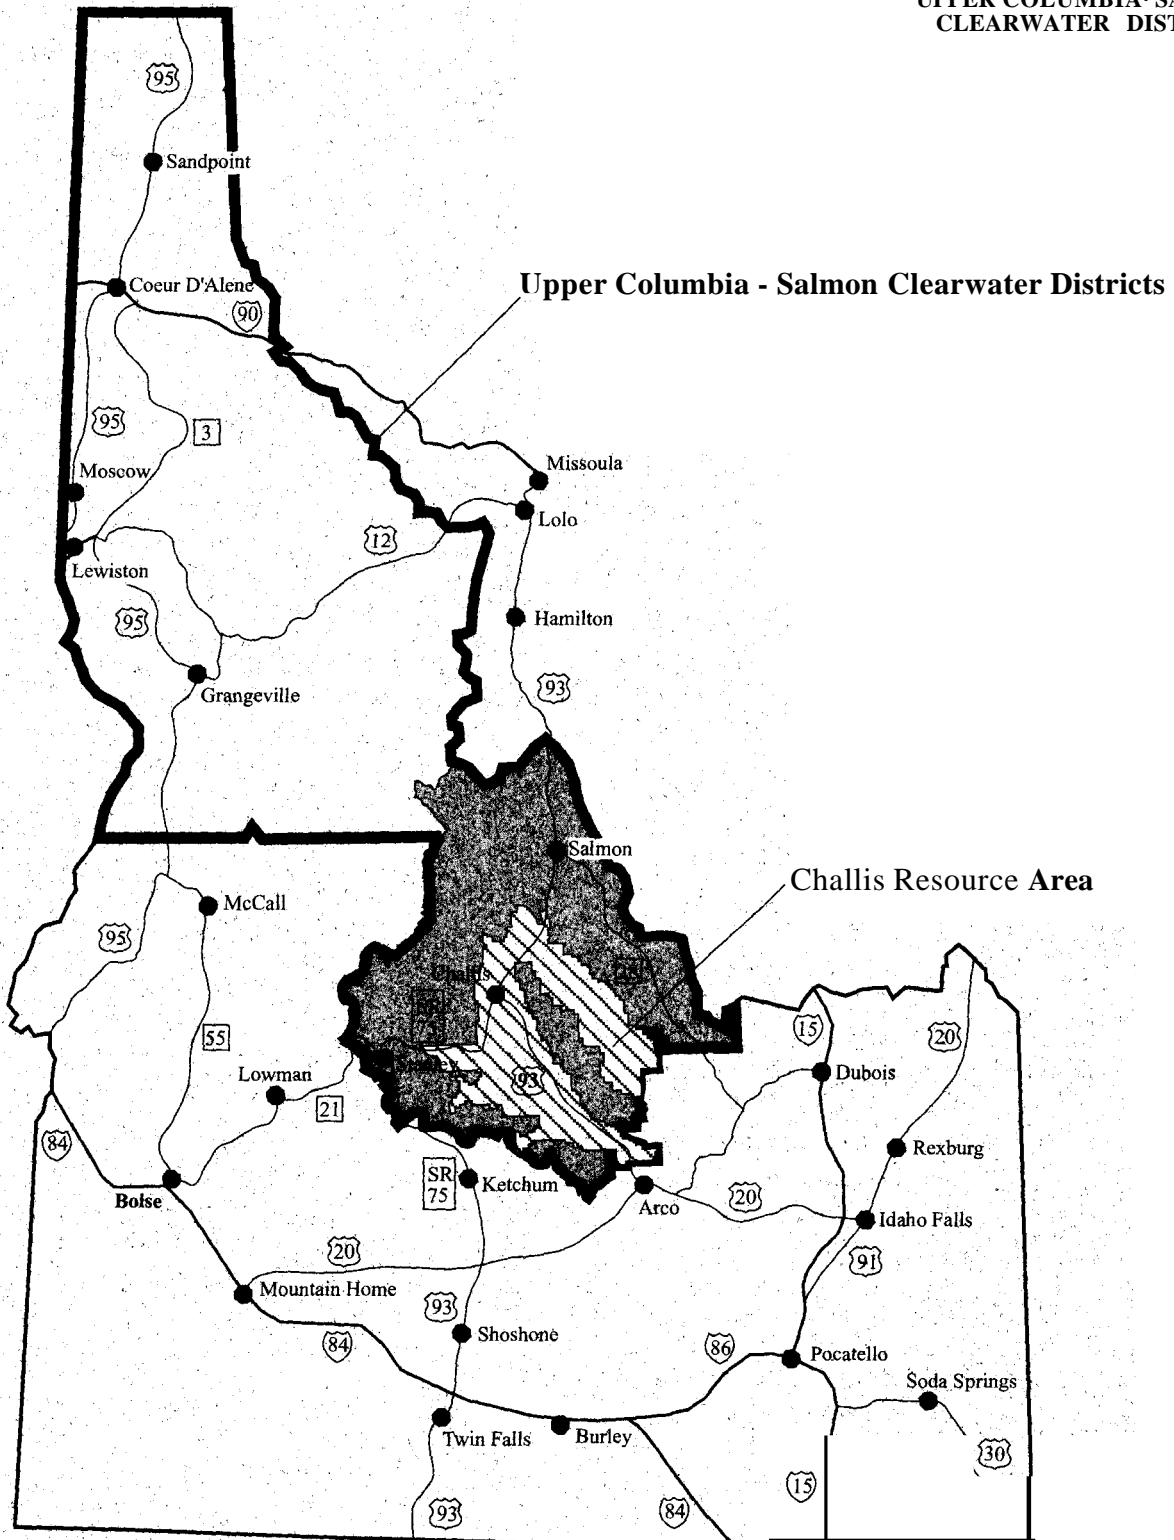 CLEARWATER DIST
95
Sandpoint
Coeur D'Alene
Upper Columbia - Salmon Clearwater Districts
90
95
3
Moscow
Missoula
Lolo
12
Lewiston
95
Hamilton
Grangeville
93
Salmon
Challis Resource Area
McCall
95
Challis
55
15
20
Stanley
Lowman
Dubois
93
21
84
Rexburg
SR
75
Ketchum
Boise
Arco
20
Idaho Falls
20
91
Mountain Home
93
Shoshone
84
86
Pocatello
Soda Springs
Twin Falls
Burley
30
15
93
84